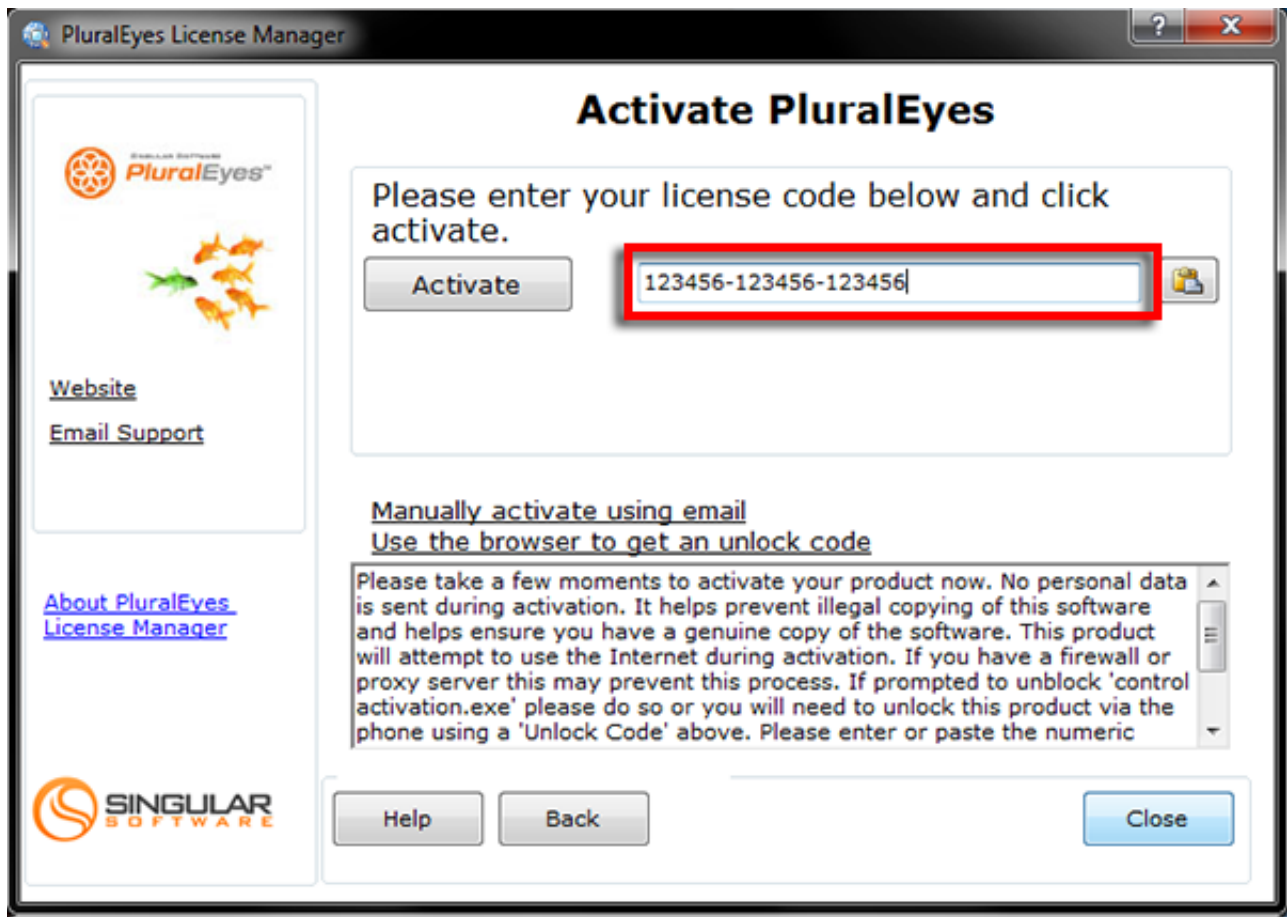 PluralEyes License Manager
Activate PluralEyes
SINGULAR SOFTWARE
PluralEyes™
Please enter your license code below and click
activate.
Activate
123456-123456-123456
Website
Email Support
Manually activate using email
Use the browser to get an unlock code
Please take a few moments to activate your product now. No personal data
is sent during activation. It helps prevent illegal copying of this software
and helps ensure you have a genuine copy of the software. This product
will attempt to use the Internet during activation. If you have a firewall or
proxy server this may prevent this process. If prompted to unblock 'control
activation.exe' please do so or you will need to unlock this product via the
phone using a 'Unlock Code' above. Please enter or paste the numeric
About PluralEyes
License Manager
SINGULAR
SOFTWARE
Help
Back
Close